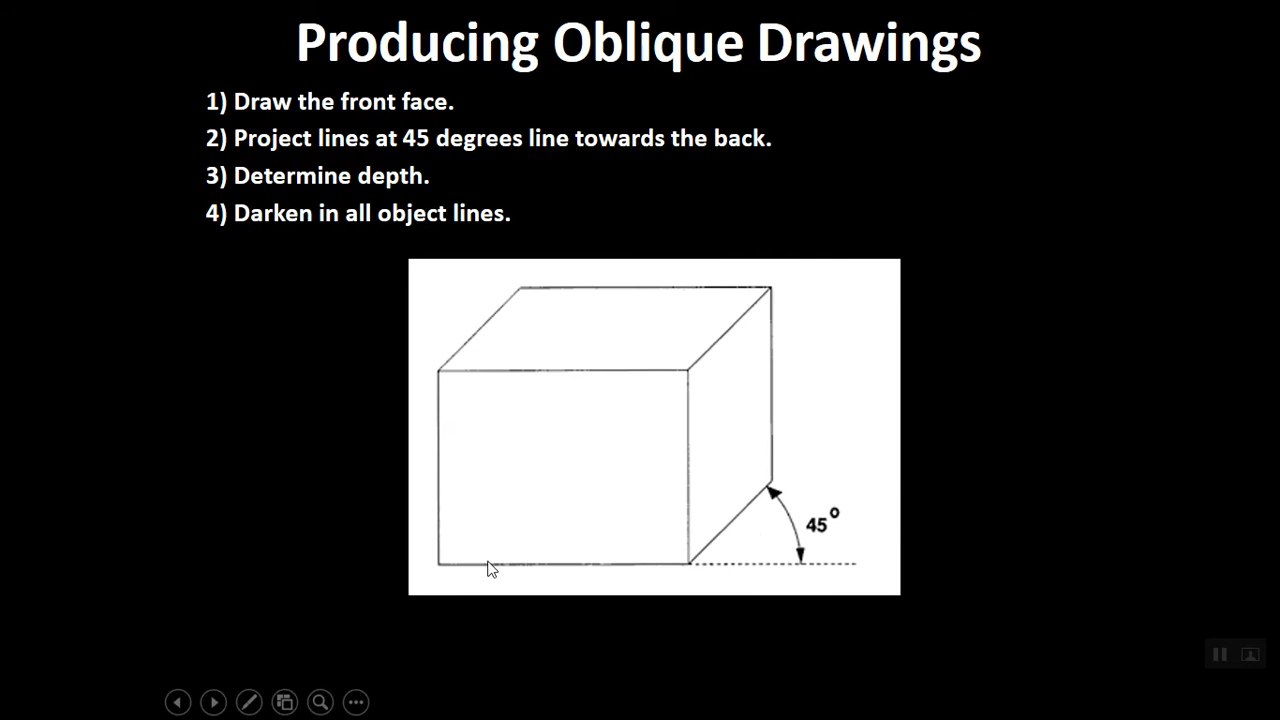 Producing Oblique Drawings
1) Draw the front face.
2) Project lines at 45 degrees line towards the back.
3) Determine depth.
4) Darken in all object lines.
45°